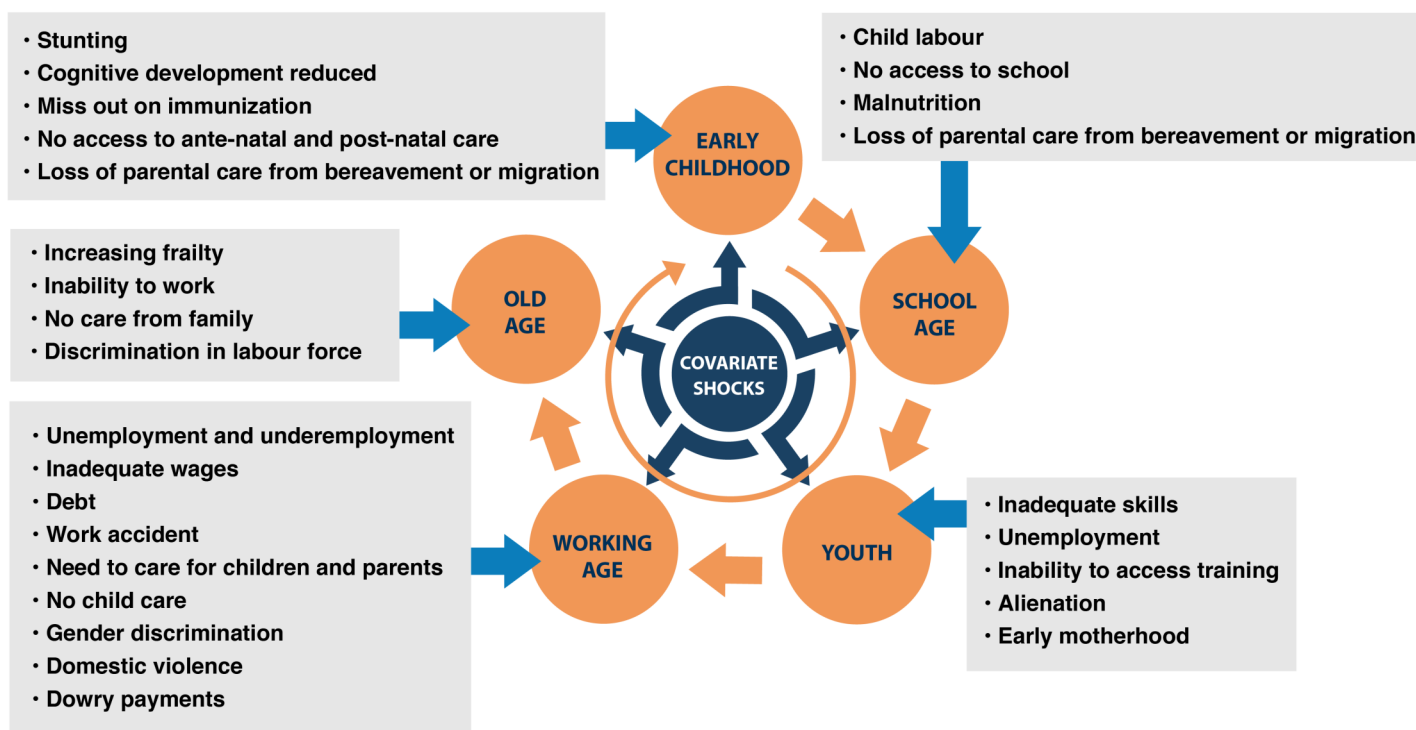 · Stunting
· Cognitive development reduced
· Miss out on immunization
· No access to ante-natal and post-natal care
· Loss of parental care from bereavement or migration
· Child labour
· No access to school
· Malnutrition
· Loss of parental care from bereavement or migration
EARLY
CHILDHOOD
· Increasing frailty
· Inability to work
· No care from family
· Discrimination in labour force
OLD
AGE
SCHOOL
AGE
COVARIATE
SHOCKS
· Unemployment and underemployment
· Inadequate wages
· Debt
· Work accident
· Need to care for children and parents
· No child care
· Gender discrimination
· Domestic violence
· Dowry payments
WORKING
AGE
YOUTH
· Inadequate skills
· Unemployment
· Inability to access training
· Alienation
· Early motherhood